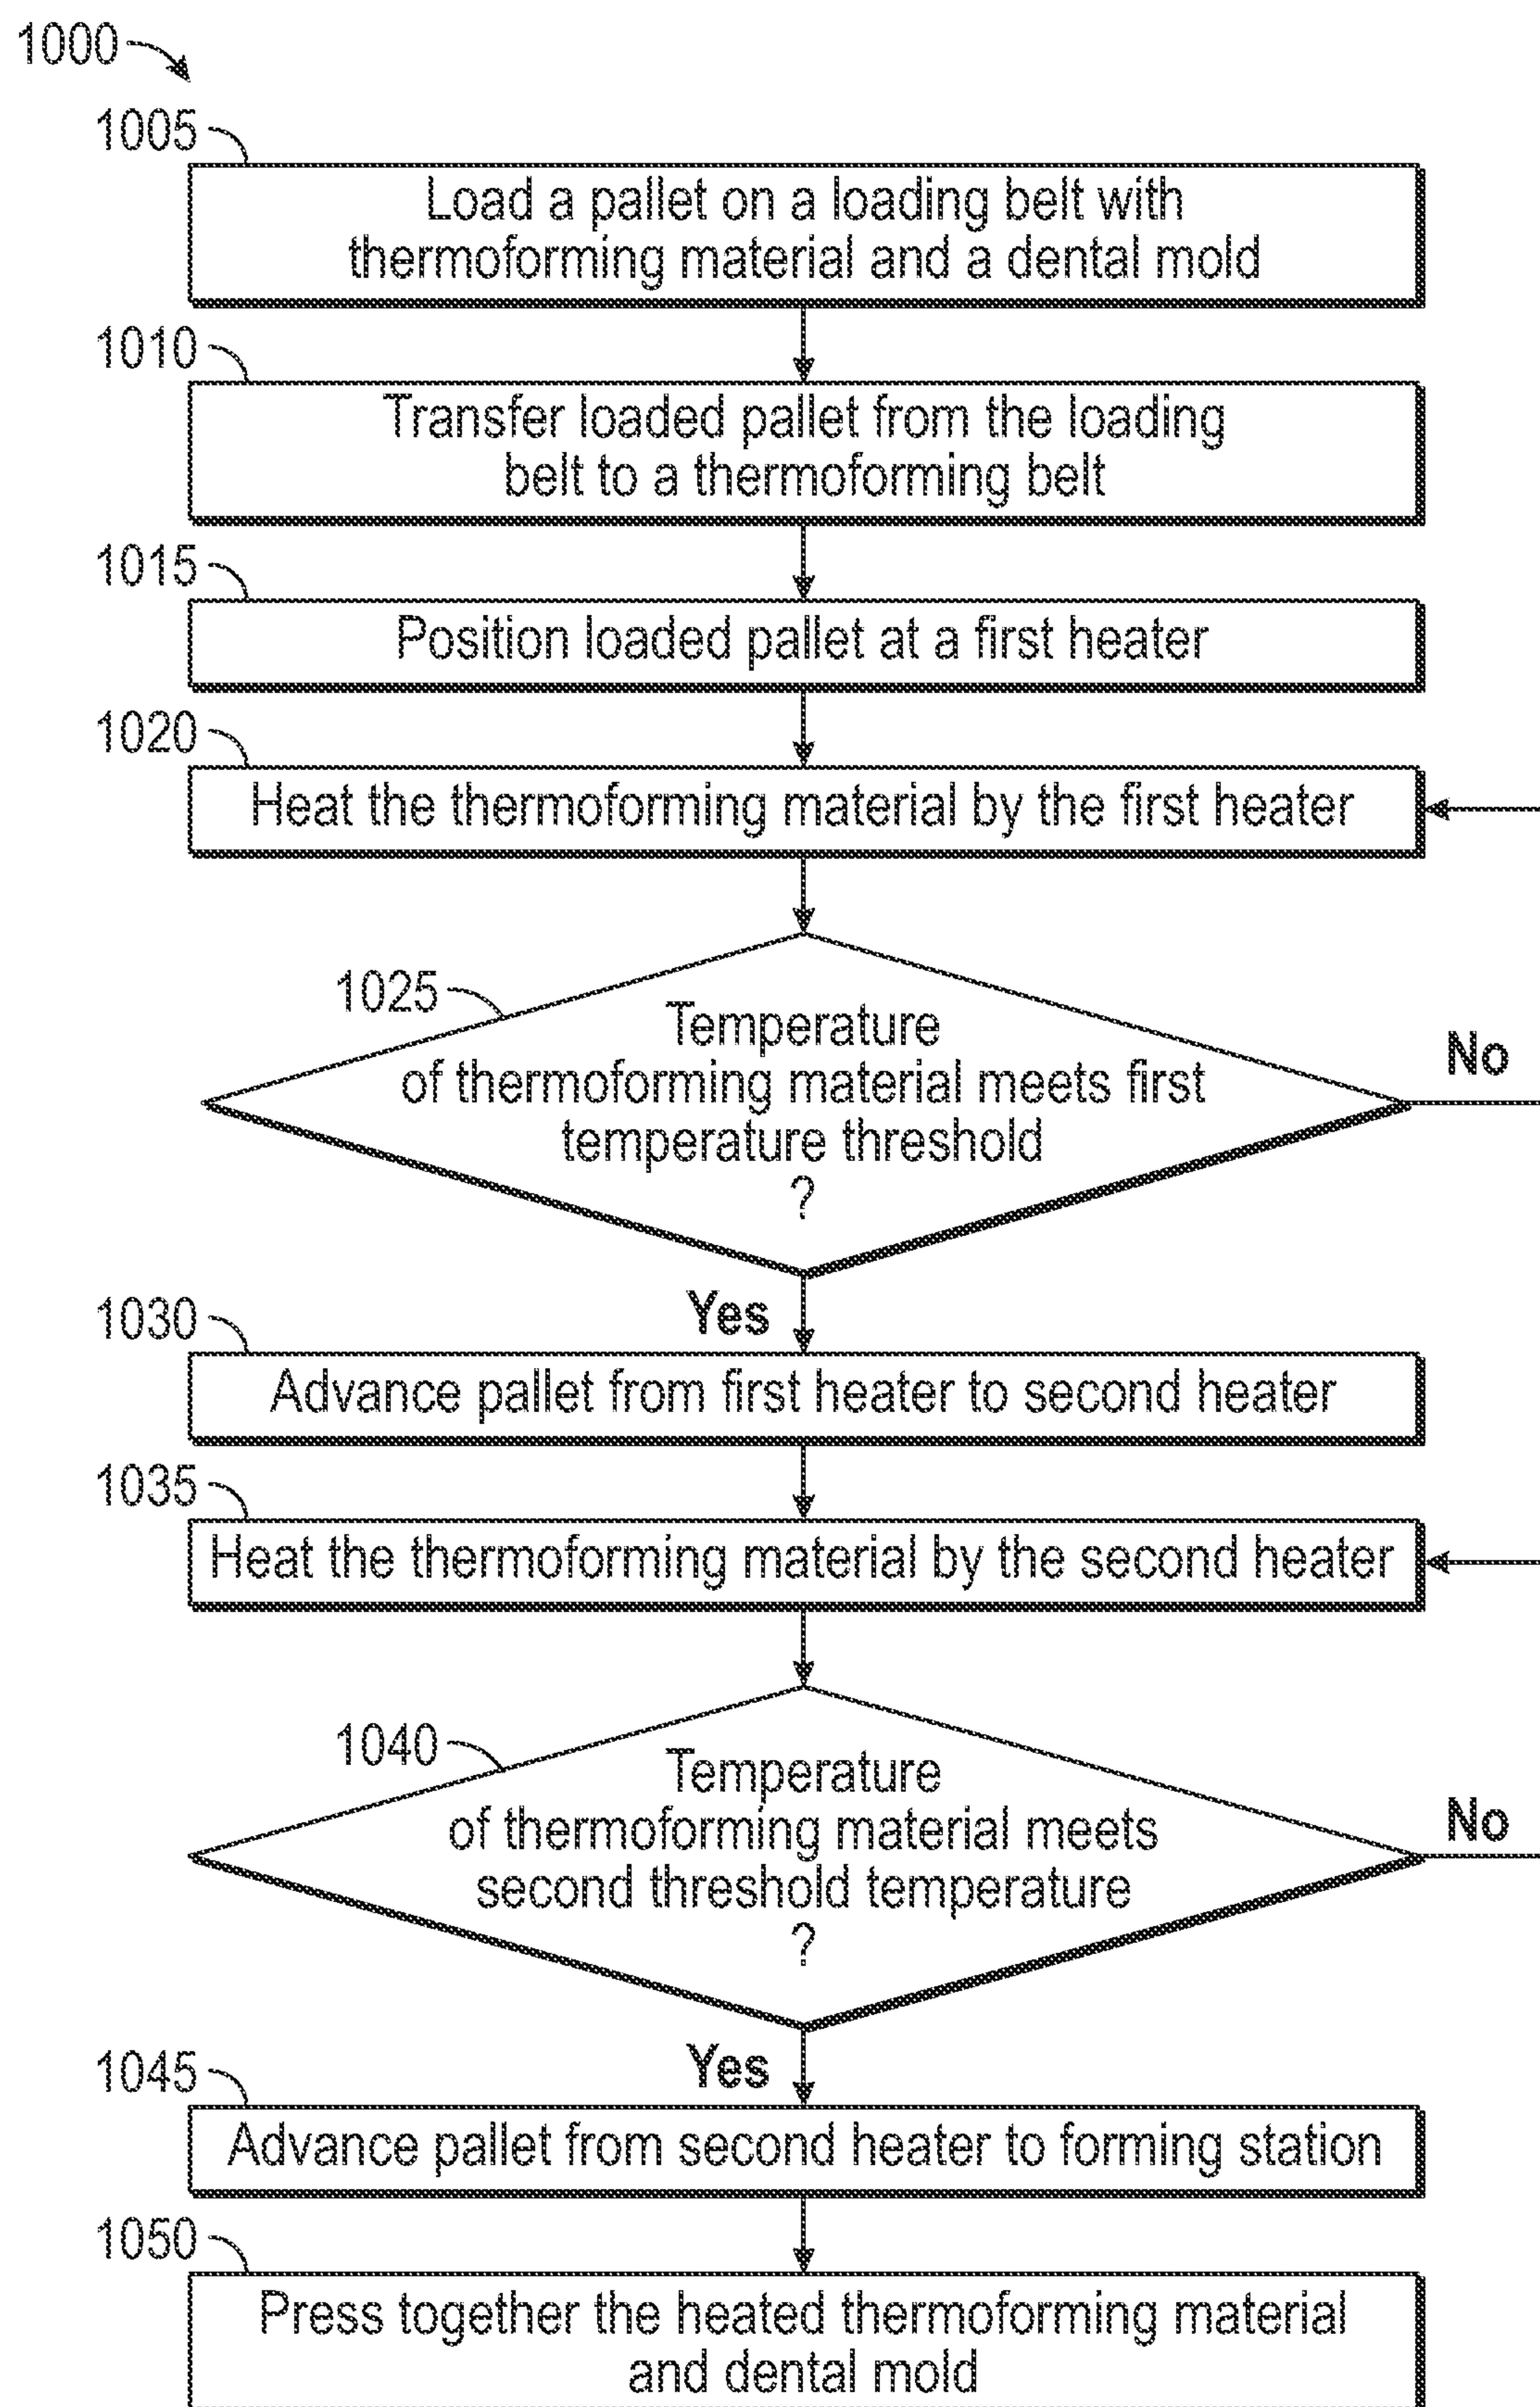 1000
1005
Load a pallet on a loading belt with
thermoforming material and a dental mold
1010
Transfer loaded pallet from the loading
belt to a thermoforming belt
1015
Position loaded pallet at a first heater
1020
Heat the thermoforming material by the first heater
1025
Temperature
of thermoforming material meets first
temperature threshold
?
No
Yes
1030
Advance pallet from first heater to second heater
1035
Heat the thermoforming material by the second heater
1040
Temperature
of thermoforming material meets
second threshold temperature
?
No
Yes
1045
Advance pallet from second heater to forming station
1050
Press together the heated thermoforming material
and dental mold